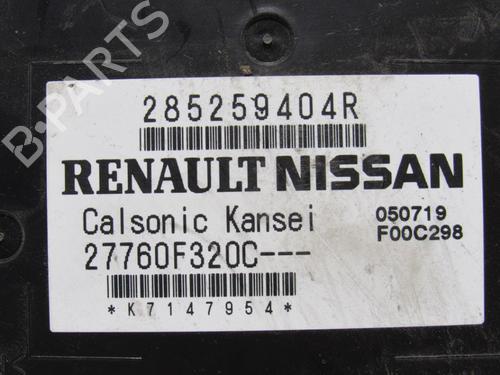 B-PARTS
285259404R
RENAULT NISSAN
Calsonic Kansei 050719
27760F320C--- F00C298
*K7147954*